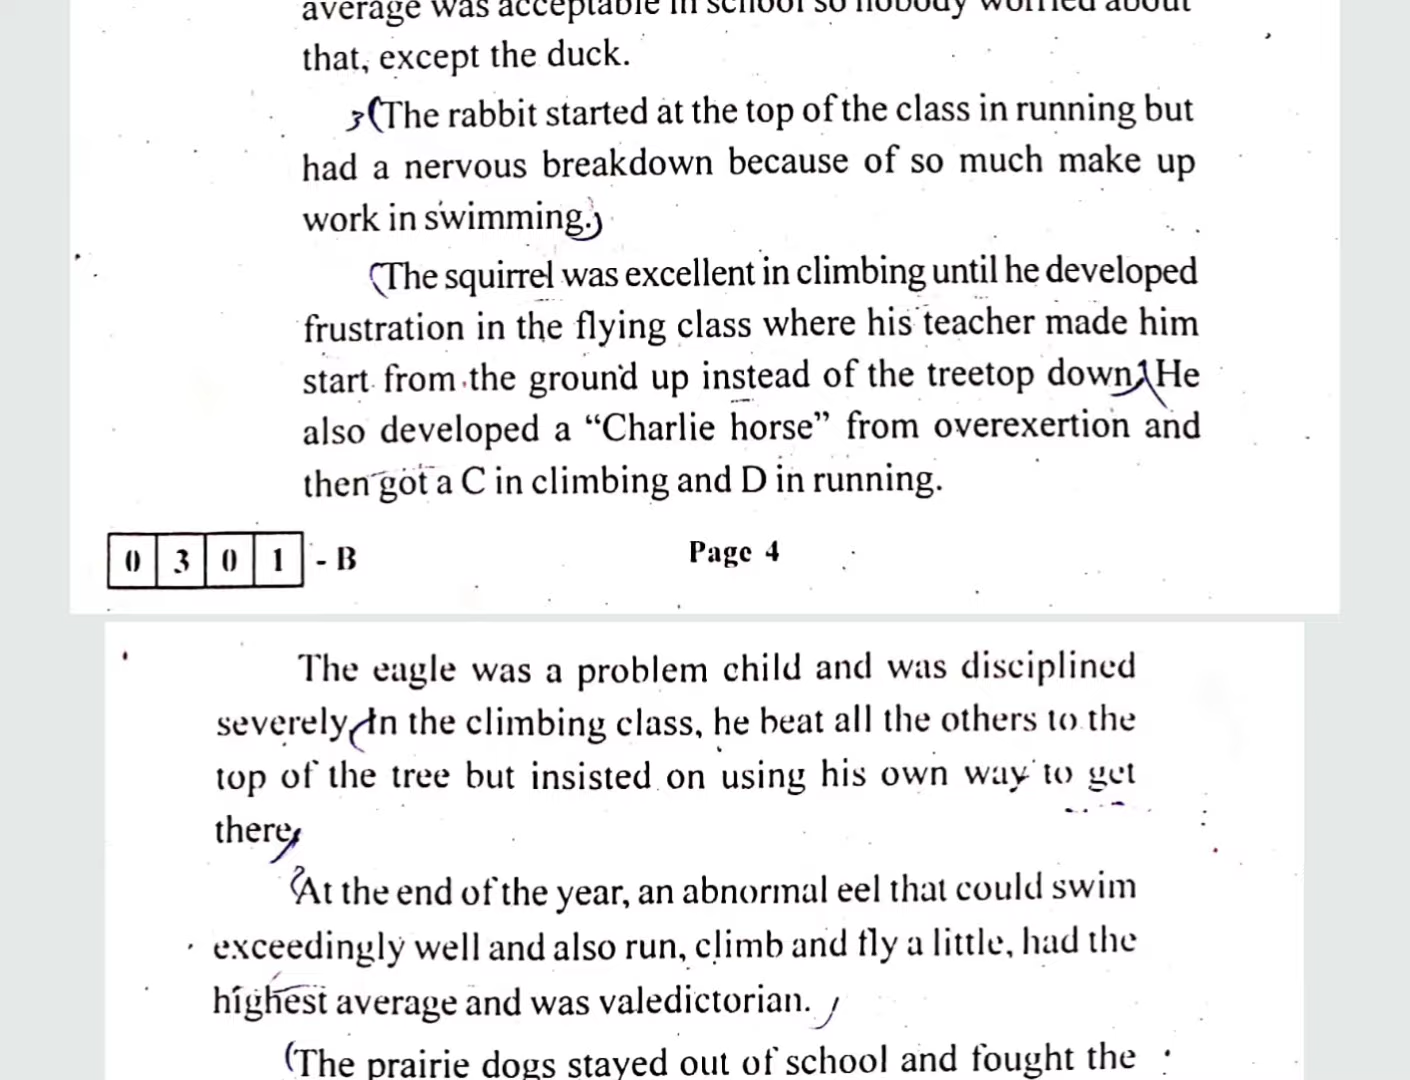 average was acceptable in school so nobody worried about
that, except the duck.
3(The rabbit started at the top of the class in running but
had a nervous breakdown because of so much make up
work in swimming.)
(The squirrel was excellent in climbing until he developed
frustration in the flying class where his teacher made him
start from the ground up instead of the treetop down. He
also developed a “Charlie horse” from overexertion and
then got a C in climbing and D in running.
0 3 0 1 - B Page 4
The eagle was a problem child and was disciplined
severely. In the climbing class, he beat all the others to the
top of the tree but insisted on using his own way to get
there.
At the end of the year, an abnormal eel that could swim
exceedingly well and also run, climb and fly a little, had the
highest average and was valedictorian.
(The prairie dogs stayed out of school and fought the